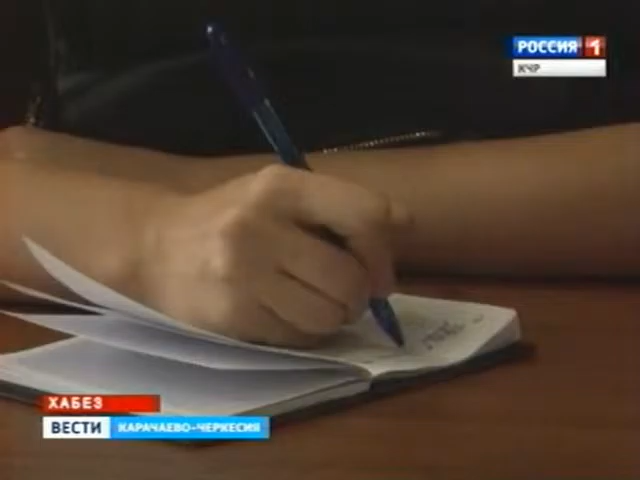 РОССИЯ 1
КЧР
ХАБЕЗ
ВЕСТИ КАРАЧАЕВО-ЧЕРКЕСИЯ